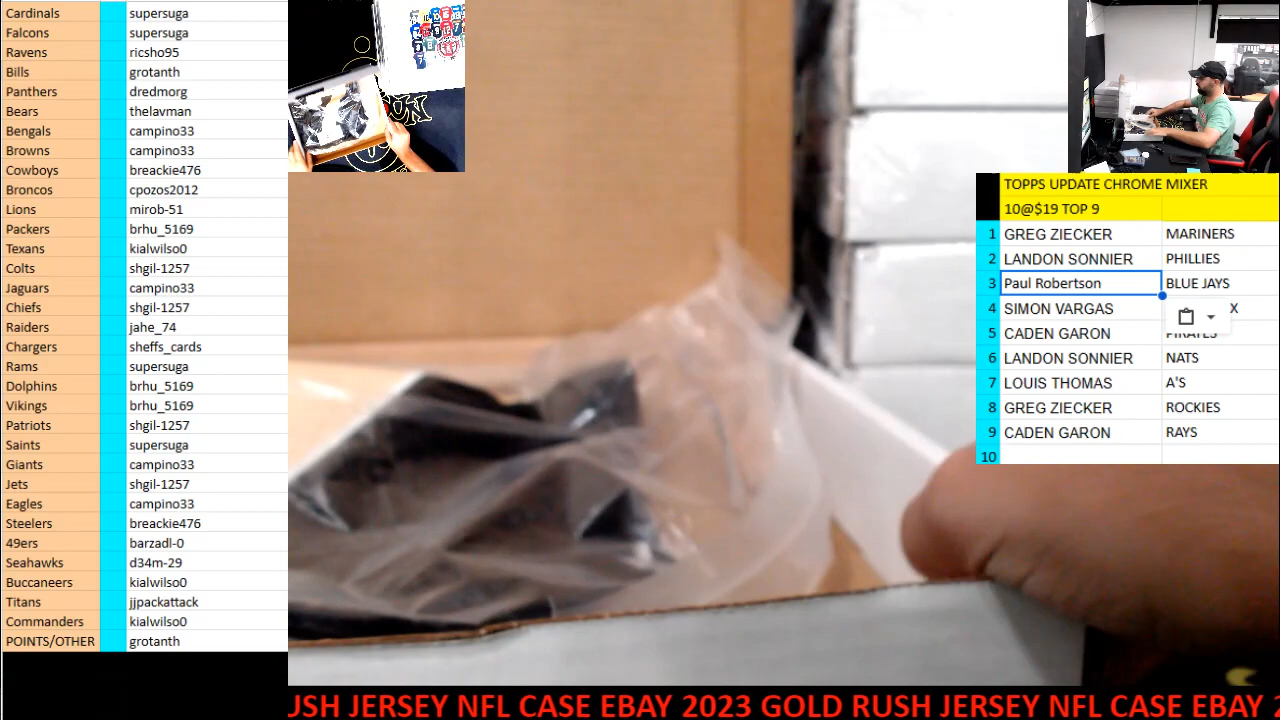 Cardinals supersuga
Falcons supersuga
Ravens ricsho95
Bills grotanth
Panthers dredmorg
Bears thelavman
Bengals campino33
Browns campino33
Cowboys breackie476
Broncos cpozos2012
Lions mirob-51
Packers brhu_5169
Texans kialwilso0
Colts shgil-1257
Jaguars campino33
Chiefs shgil-1257
Raiders jahe_74
Chargers sheffs_cards
Rams supersuga
Dolphins brhu_5169
Vikings brhu_5169
Patriots shgil-1257
Saints supersuga
Giants campino33
Jets shgil-1257
Eagles campino33
Steelers breackie476
49ers barzadl-0
Seahawks d34m-29
Buccaneers kialwilso0
Titans jjpackattack
Commanders kialwilso0
POINTS/OTHER grotanth
TOPPS UPDATE CHROME MIXER
10@$19 TOP 9
1 GREG ZIECKER MARINERS
2 LANDON SONNIER PHILLIES
3 Paul Robertson BLUE JAYS
4 SIMON VARGAS X
5 CADEN GARON PIRATES
6 LANDON SONNIER NATS
7 LOUIS THOMAS A'S
8 GREG ZIECKER ROCKIES
9 CADEN GARON RAYS
10
USH JERSEY NFL CASE EBAY 2023 GOLD RUSH JERSEY NFL CASE EBAY 2